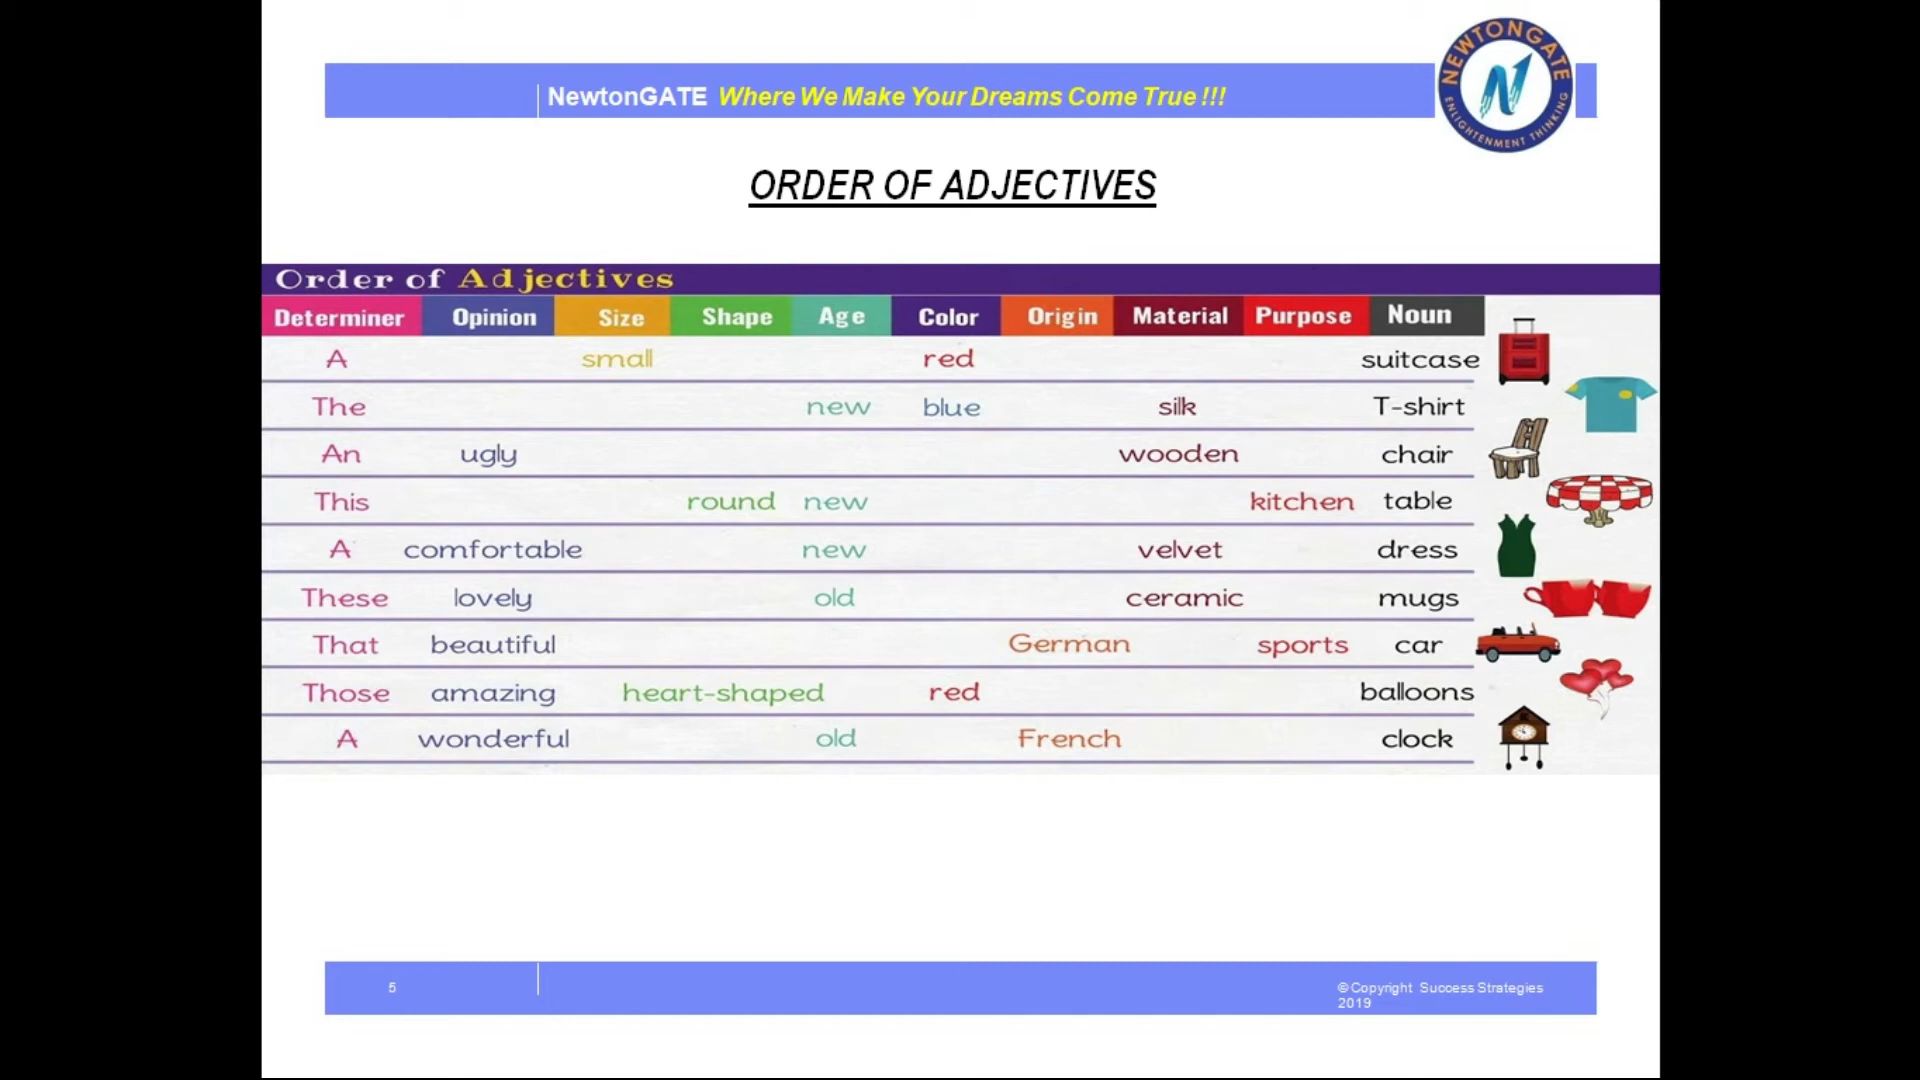 NEWTONGATE
ENLIGHTENMENT THINKING
NewtonGATE Where We Make Your Dreams Come True !!!
ORDER OF ADJECTIVES
Order of Adjectives
Determiner Opinion Size Shape Age Color Origin Material Purpose Noun
A small red suitcase
The new blue silk T-shirt
An ugly wooden chair
This round new kitchen table
A comfortable new velvet dress
These lovely old ceramic mugs
That beautiful German sports car
Those amazing heart-shaped red balloons
A wonderful old French clock
5
© Copyright Success Strategies
2019